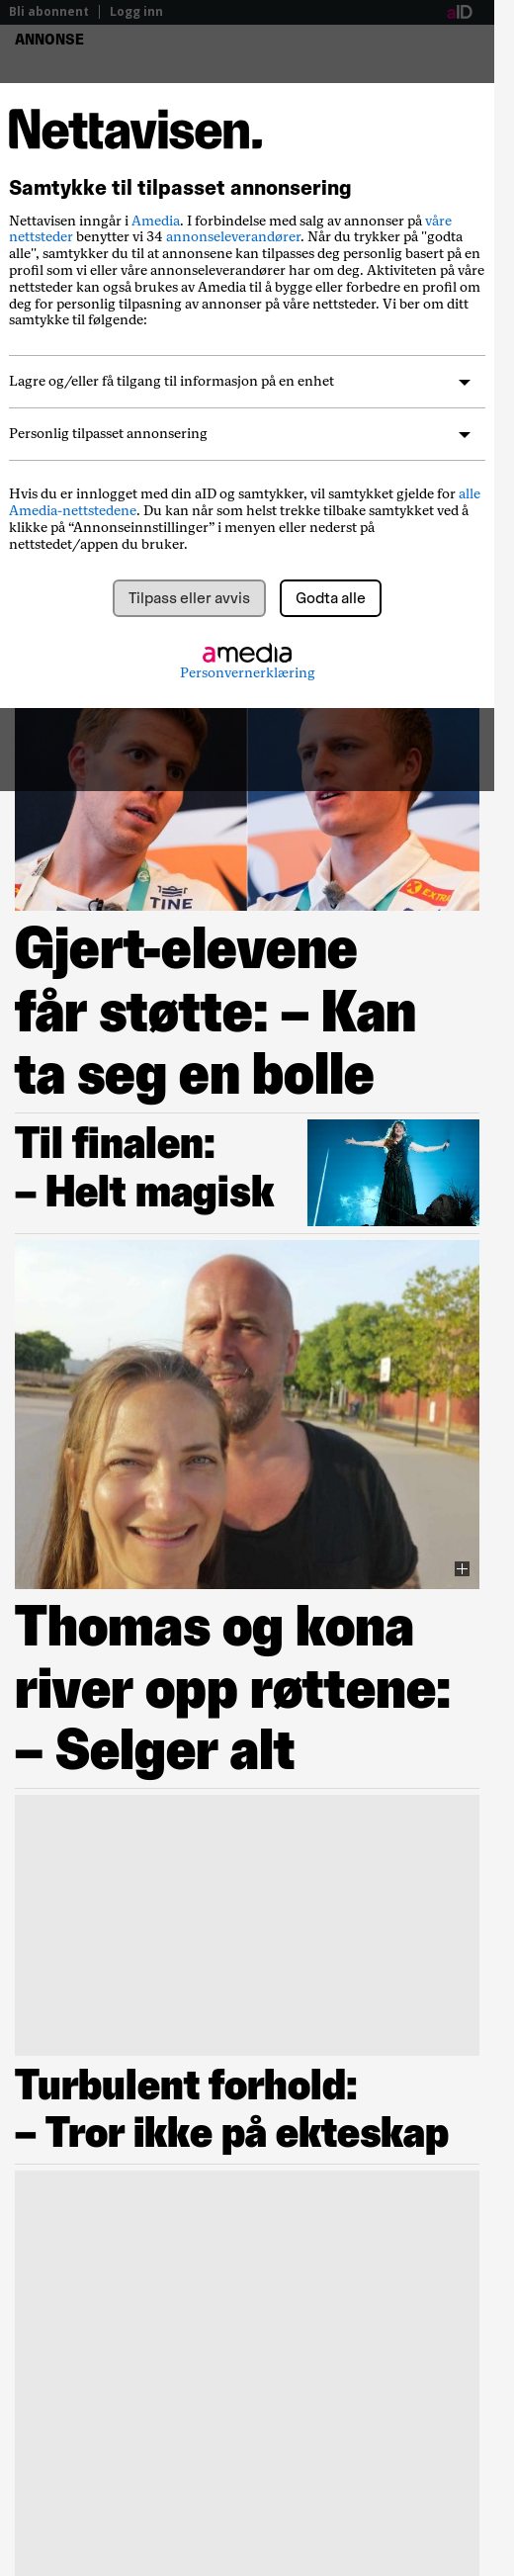 Bli abonnent | Logg inn
aID
ANNONSE
Nettavisen.
Samtykke til tilpasset annonsering
Nettavisen inngår i Amedia. I forbindelse med salg av annonser på våre
nettsteder benytter vi 34 annonseleverandører. Når du trykker på "godta
alle", samtykker du til at annonsene kan tilpasses deg personlig basert på en
profil som vi eller våre annonseleverandører har om deg. Aktiviteten på våre
nettsteder kan også brukes av Amedia til å bygge eller forbedre en profil om
deg for personlig tilpasning av annonser på våre nettsteder. Vi ber om ditt
samtykke til følgende:
Lagre og/eller få tilgang til informasjon på en enhet
Personlig tilpasset annonsering
Hvis du er innlogget med din aID og samtykker, vil samtykket gjelde for alle
Amedia-nettstedene. Du kan når som helst trekke tilbake samtykket ved å
klikke på “Annonseinnstillinger” i menyen eller nederst på
nettstedet/appen du bruker.
Tilpass eller avvis
Godta alle
amedia
Personvernerklæring
TINE
EXTRA
Gjert-elevene
får støtte: – Kan
ta seg en bolle
Til finalen:
– Helt magisk
Thomas og kona
river opp røttene:
– Selger alt
Turbulent forhold:
– Tror ikke på ekteskap